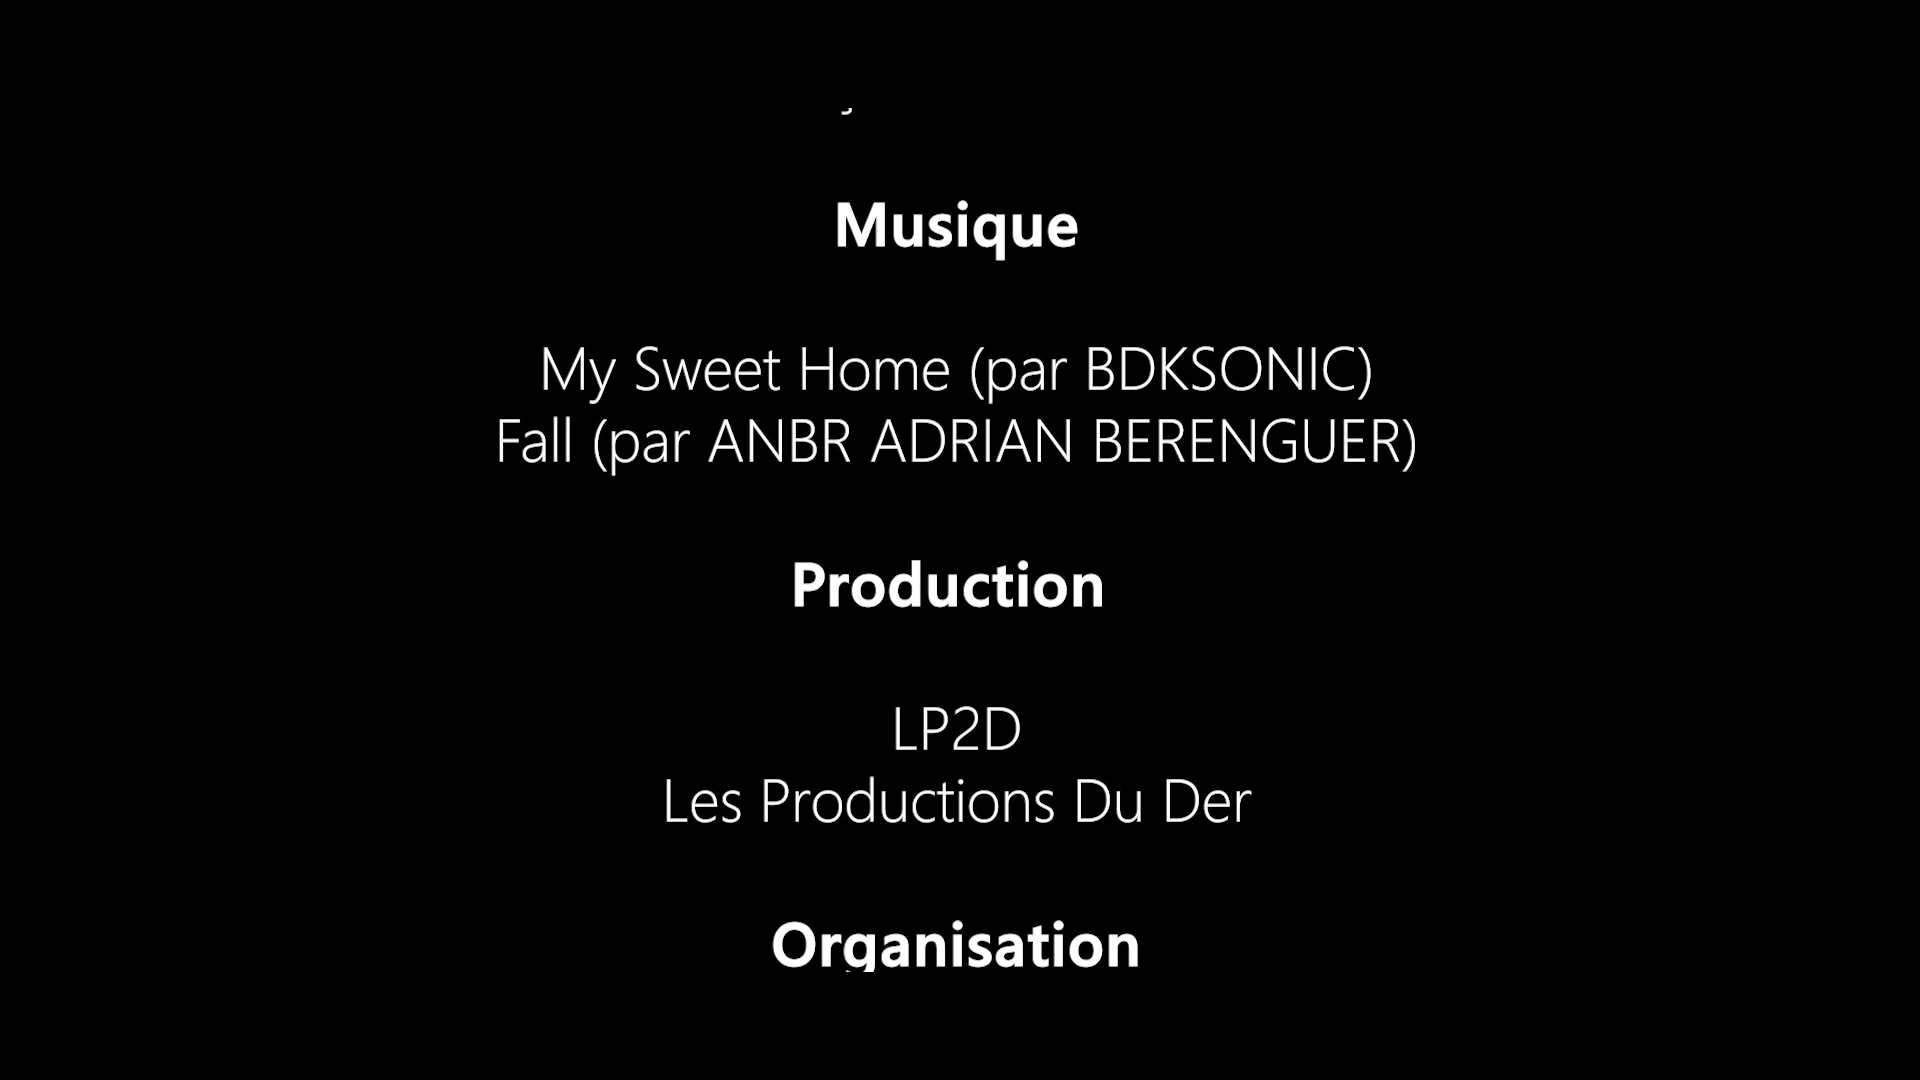 Musique
My Sweet Home (par BDKSONIC)
Fall (par ANBR ADRIAN BERENGUER)
Production
LP2D
Les Productions Du Der
Organisation